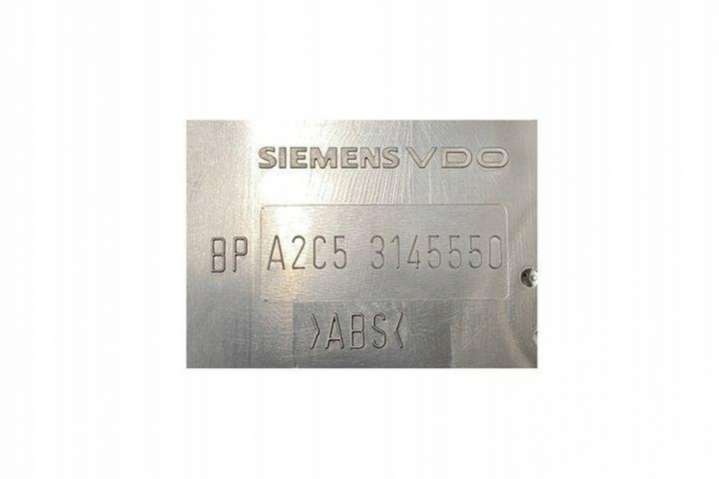 SIEMENS VDO
BP A2C5 3145550
>ABS<